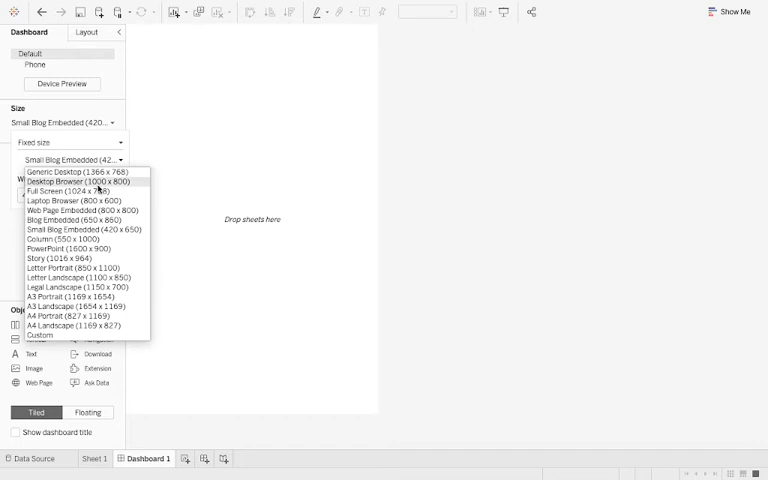 Show Me
Dashboard
Layout
Default
Phone
Device Preview
Size
Small Blog Embedded (420...
Fixed size
Small Blog Embedded (42...
Generic Desktop (1366 x 768)
Desktop Browser (1000 x 800)
Full Screen (1024 x 768)
Laptop Browser (800 x 600)
Web Page Embedded (800 x 800)
Blog Embedded (650 x 860)
Small Blog Embedded (420 x 650)
Column (550 x 1000)
PowerPoint (1600 x 900)
Story (1016 x 964)
Letter Portrait (850 x 1100)
Letter Landscape (1100 x 850)
Legal Landscape (1150 x 700)
A3 Portrait (1169 x 1654)
A3 Landscape (1654 x 1169)
A4 Portrait (827 x 1169)
A4 Landscape (1169 x 827)
Custom
Drop sheets here
Text
Download
Image
Extension
Web Page
Ask Data
Tiled
Floating
Show dashboard title
Data Source
Sheet 1
Dashboard 1